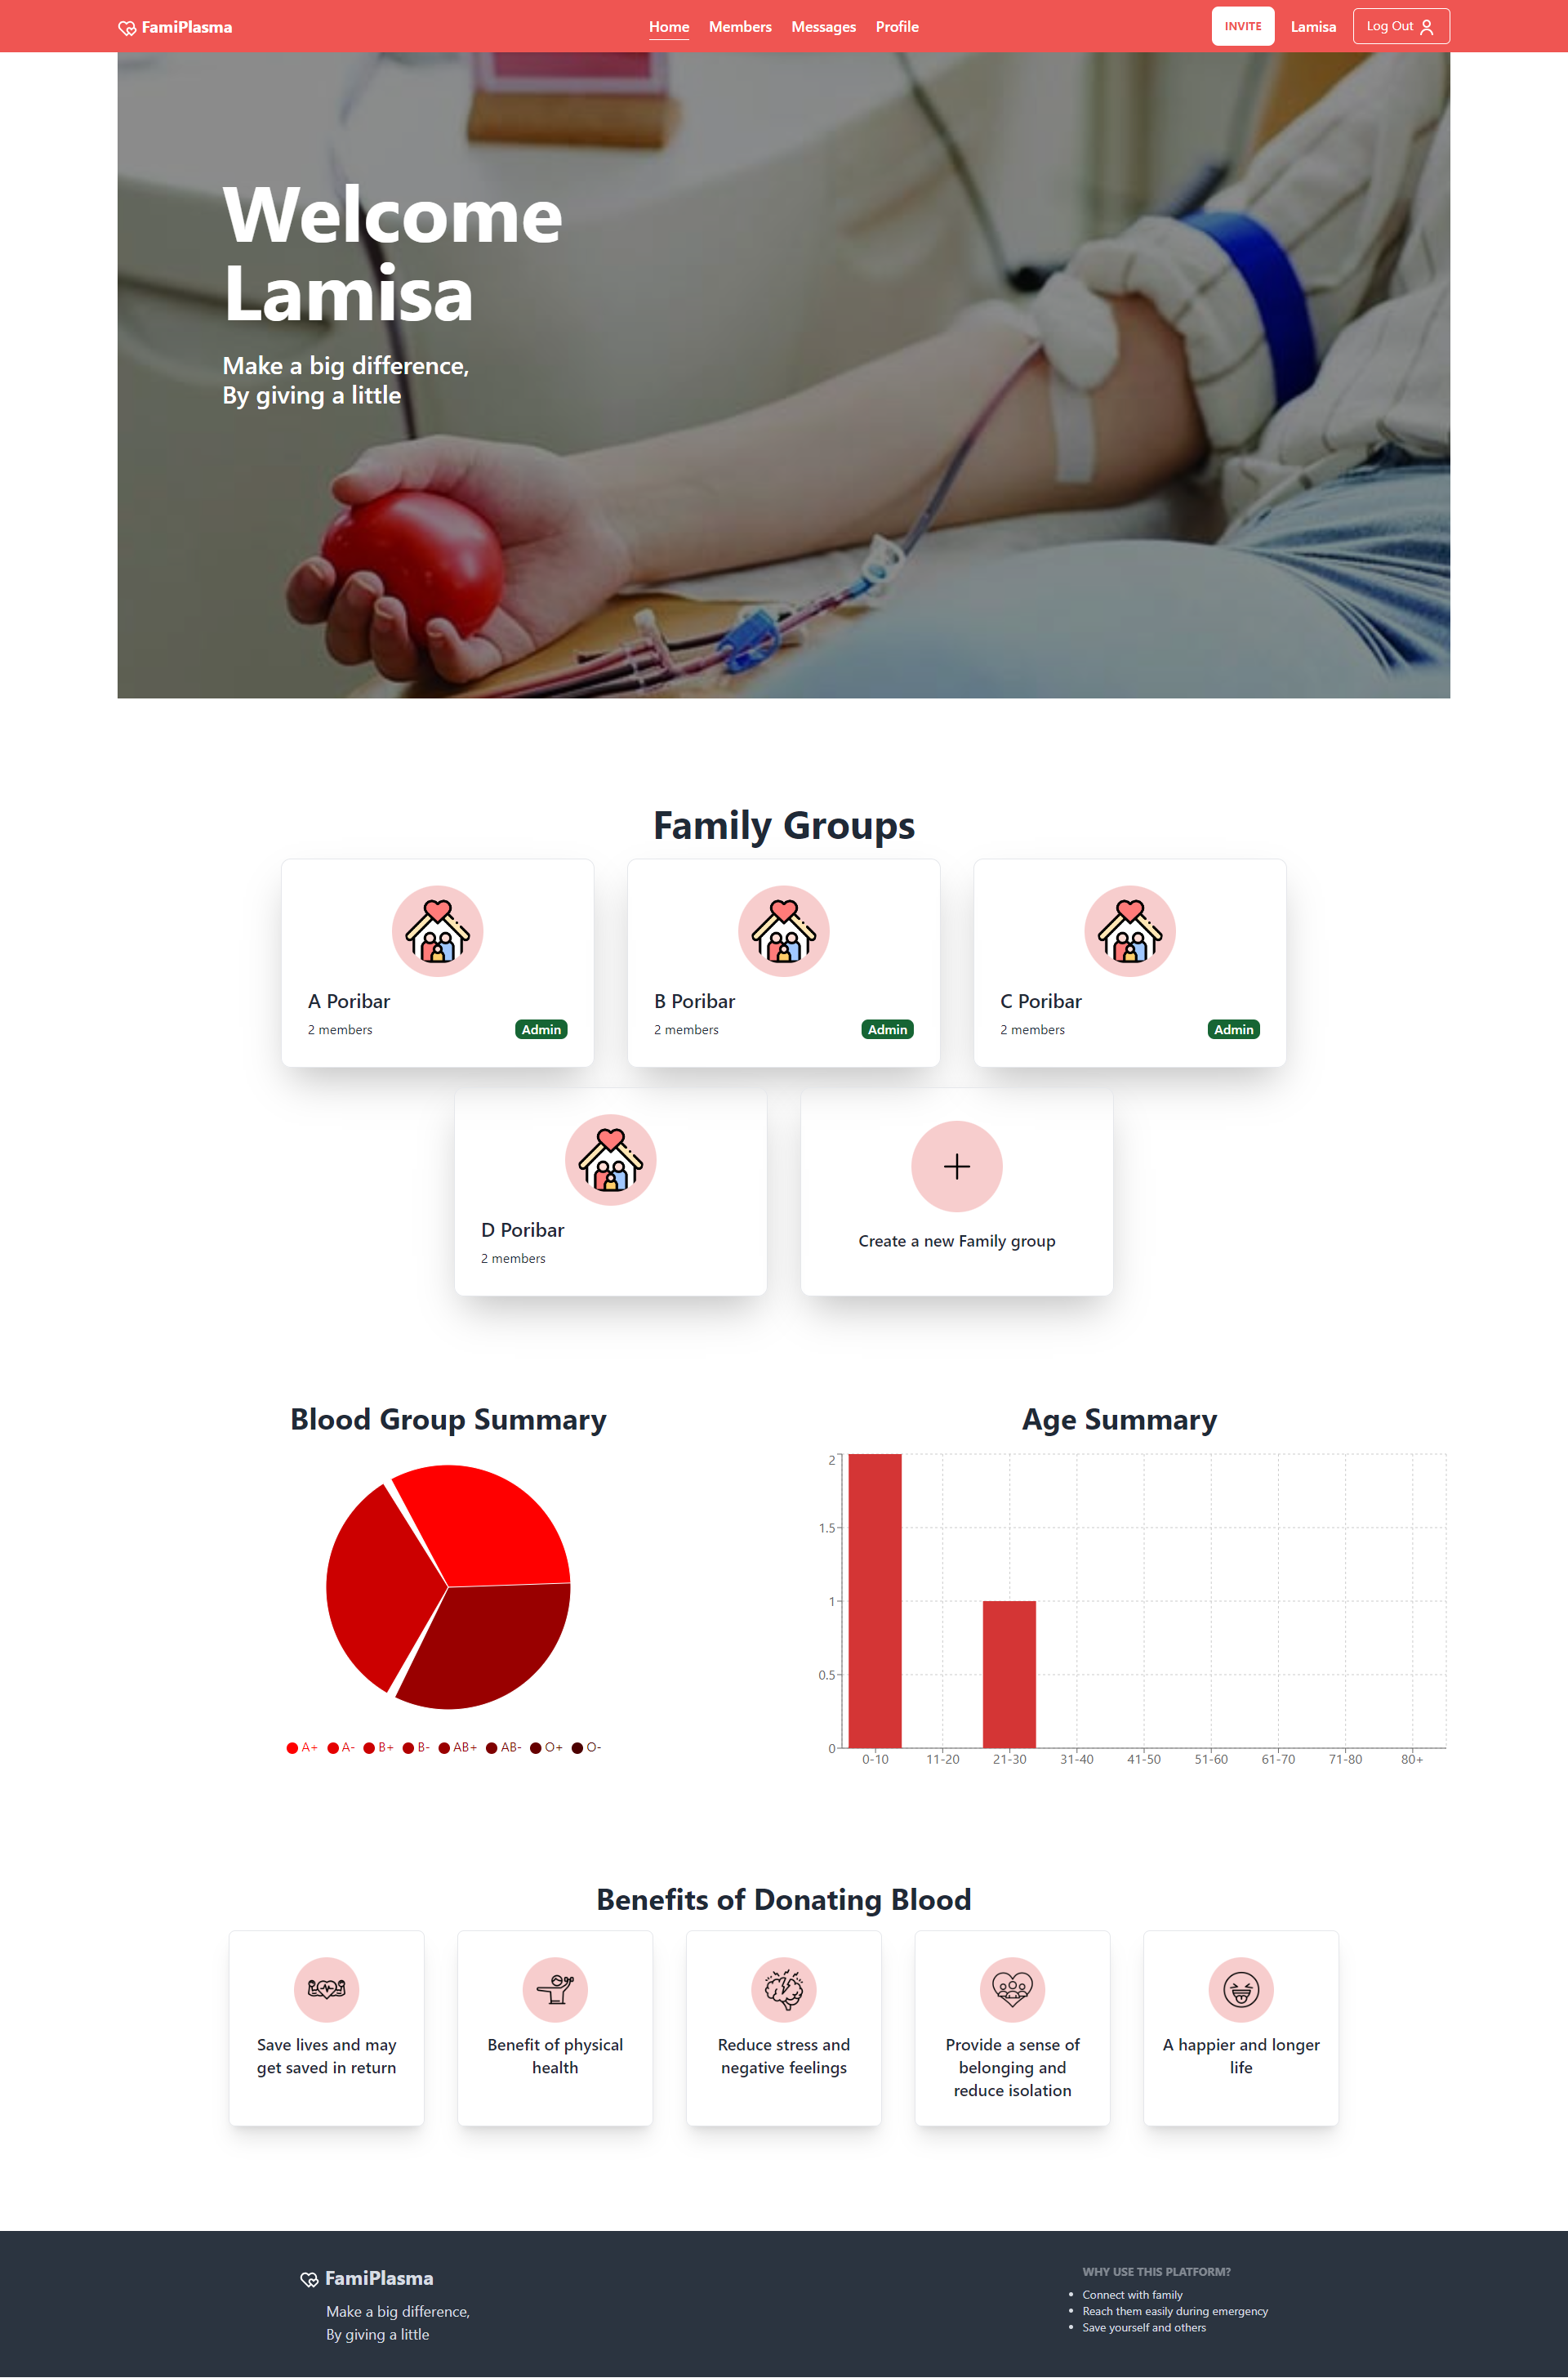 FamiPlasma
Home Members Messages Profile
INVITE Lamisa Log Out
Welcome
Lamisa
Make a big difference,
By giving a little
Family Groups
A Poribar
2 members Admin
B Poribar
2 members Admin
C Poribar
2 members Admin
D Poribar
2 members
Create a new Family group
Blood Group Summary
A+ A- B+ B- AB+ AB- O+ O-
Age Summary
2
1.5
1
0.5
0
0-10 11-20 21-30 31-40 41-50 51-60 61-70 71-80 80+
Benefits of Donating Blood
Save lives and may
get saved in return
Benefit of physical
health
Reduce stress and
negative feelings
Provide a sense of
belonging and
reduce isolation
A happier and longer
life
FamiPlasma
Make a big difference,
By giving a little
WHY USE THIS PLATFORM?
Connect with family
Reach them easily during emergency
Save yourself and others